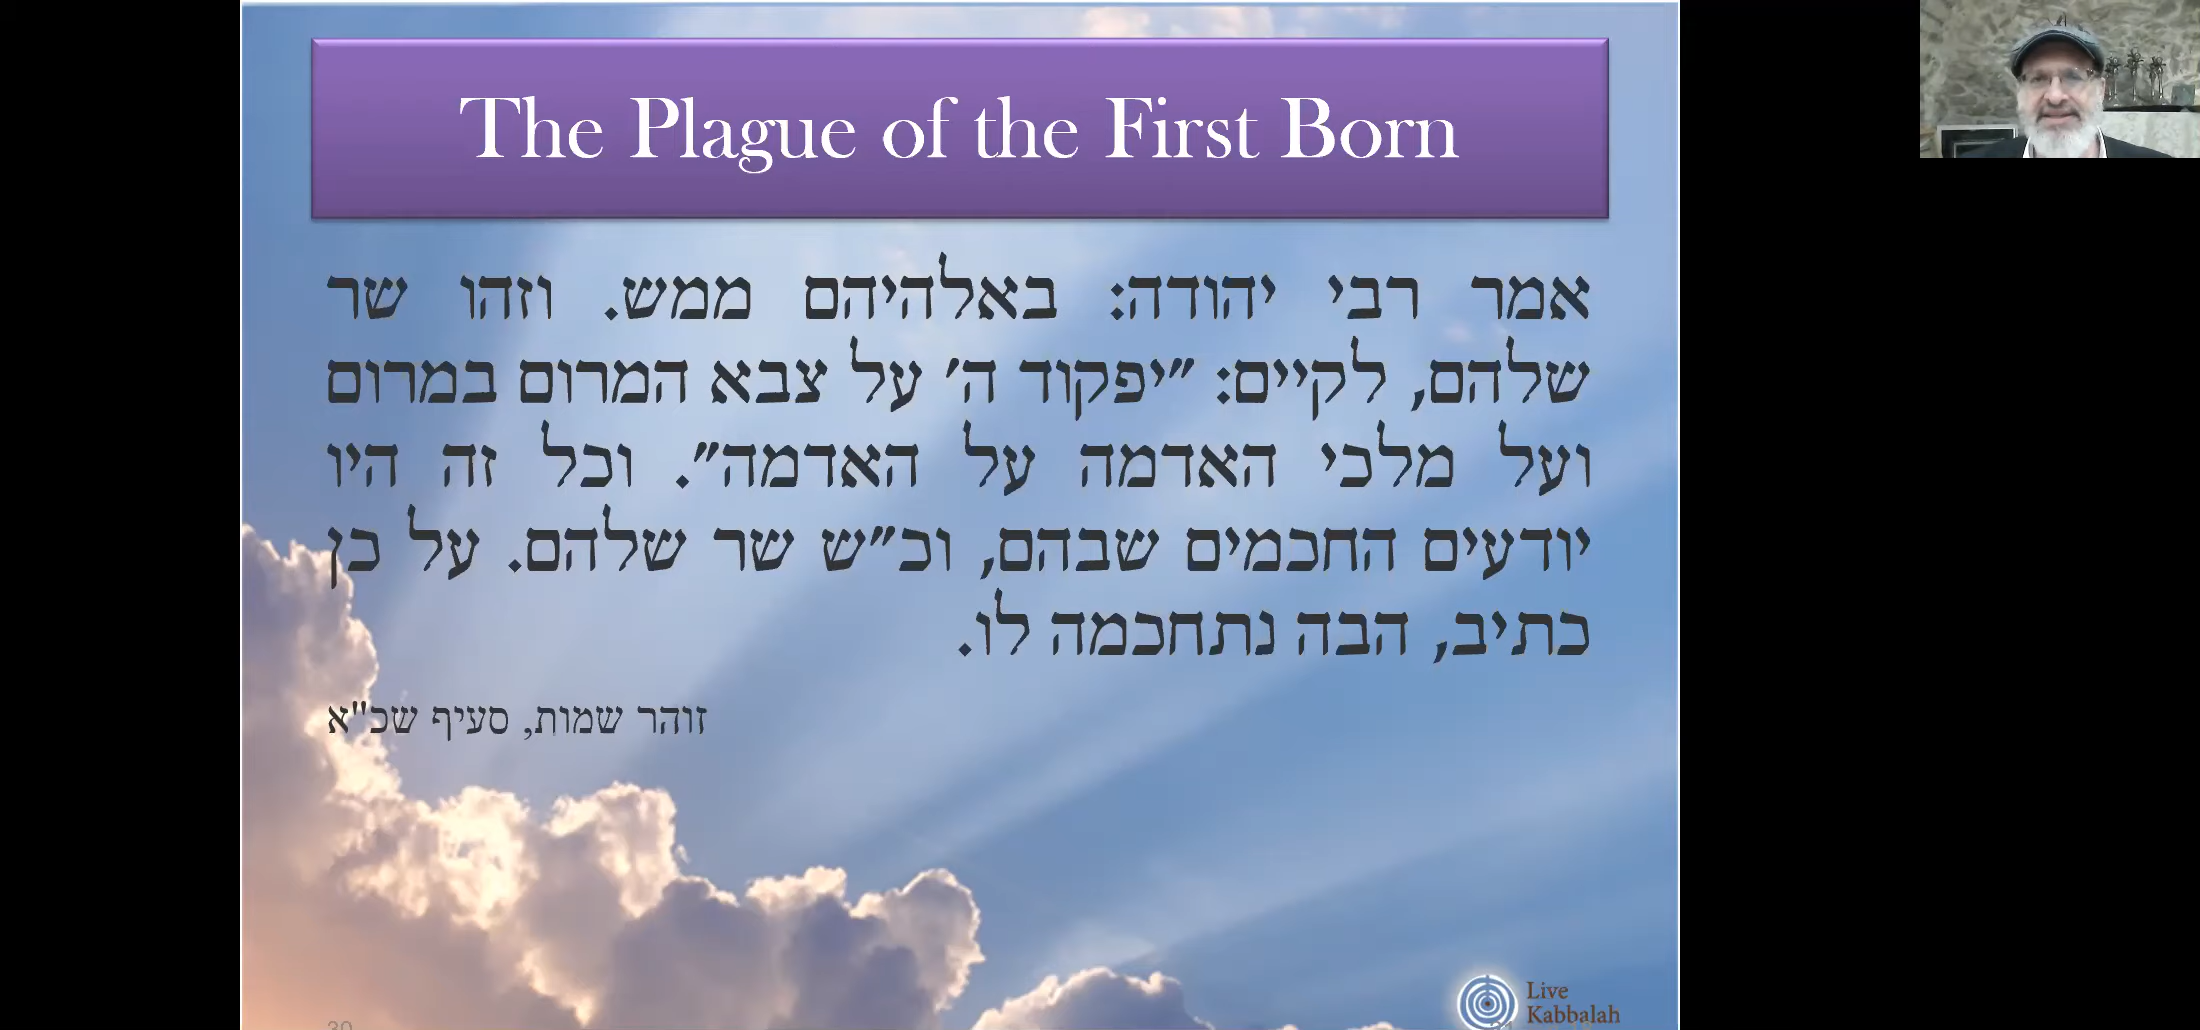 The Plague of the First Born
אמר רבי יהודה: באלהיהם ממש. וזהו שר
שלהם, לקיים: "יפקוד ה' על צבא המרום במרום
ועל מלכי האדמה על האדמה". וכל זה היו
יודעים החכמים שבהם, וכ"ש שר שלהם. על כן
כתיב, הבה נתחכמה לו.
זוהר שמות, סעיף שכ"א
Live
Kabbalah